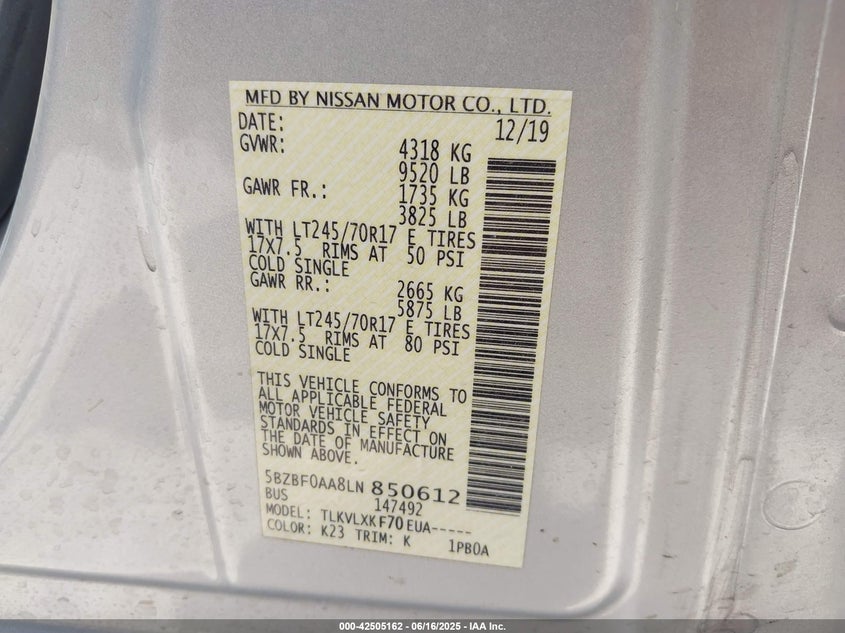 MFD BY NISSAN MOTOR CO., LTD.
DATE: 12/19
GVWR: 4318 KG
9520 LB
GAWR FR.: 1735 KG
3825 LB
WITH LT245/70R17 E TIRES
17X7.5 RIMS AT 50 PSI
COLD SINGLE
GAWR RR.: 2665 KG
5875 LB
WITH LT245/70R17 E TIRES
17X7.5 RIMS AT 80 PSI
COLD SINGLE
THIS VEHICLE CONFORMS TO
ALL APPLICABLE FEDERAL
MOTOR VEHICLE SAFETY
STANDARDS IN EFFECT ON
THE DATE OF MANUFACTURE
SHOWN ABOVE.
5BZBF0AA8LN 850612
BUS 147492
MODEL: TLKVLXKF70EUA-----
COLOR: K23 TRIM: K 1PB0A
000-42505162 - 06/16/2025 - IAA Inc.